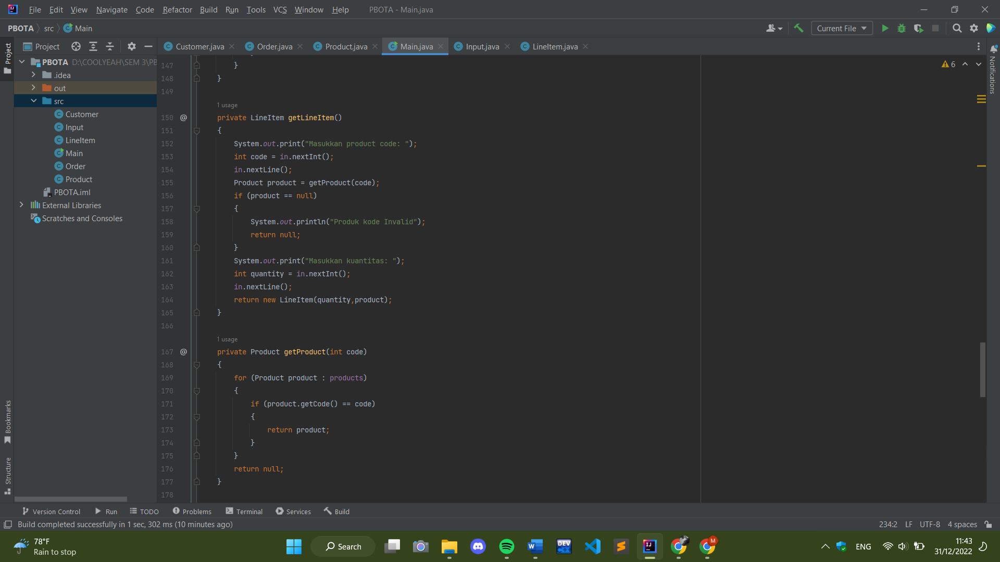 File Edit View Navigate Code Refactor Build Run Tools VCS Window Help PBOTA - Main.java
PBOTA src Main Current File
Project Customer.java Order.java Product.java Main.java Input.java LineItem.java
Project
PBOTA D:\COOLYEAH\SEM 3\PB
.idea
out
src
Customer
Input
LineItem
Main
Order
Product
PBOTA.iml
External Libraries
Scratches and Consoles
Bookmarks
Structure
Notifications
6
147 }
148 }
149
1 usage
150 @ private LineItem getLineItem()
151 {
152 System.out.print("Masukkan product code: ");
153 int code = in.nextInt();
154 in.nextLine();
155 Product product = getProduct(code);
156 if (product == null)
157 {
158 System.out.println("Produk kode Invalid");
159 return null;
160 }
161 System.out.print("Masukkan kuantitas: ");
162 int quantity = in.nextInt();
163 in.nextLine();
164 return new LineItem(quantity,product);
165 }
166
1 usage
167 @ private Product getProduct(int code)
168 {
169 for (Product product : products)
170 {
171 if (product.getCode() == code)
172 {
173 return product;
174 }
175 }
176 return null;
177 }
178
Version Control Run TODO Problems Terminal Services Build
Build completed successfully in 1 sec, 302 ms (10 minutes ago) 234:2 LF UTF-8 4 spaces
78°F
Rain to stop
Search
ENG
11:43
31/12/2022